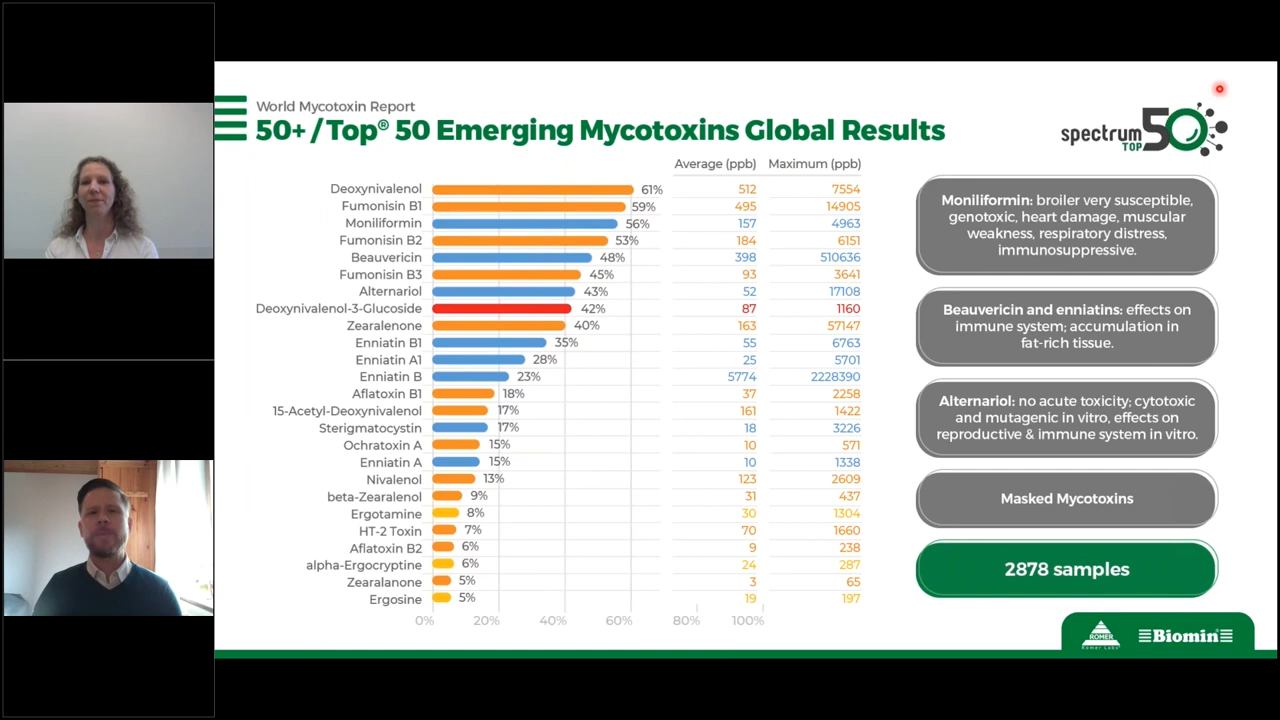 World Mycotoxin Report
50+ / Top® 50 Emerging Mycotoxins Global Results
spectrum TOP 50
Average (ppb) Maximum (ppb)
Deoxynivalenol 61% 512 7554
Fumonisin B1 59% 495 14905
Moniliformin 56% 157 4963
Fumonisin B2 53% 184 6151
Beauvericin 48% 398 510636
Fumonisin B3 45% 93 3641
Alternariol 43% 52 17108
Deoxynivalenol-3-Glucoside 42% 87 1160
Zearalenone 40% 163 57147
Enniatin B1 35% 55 6763
Enniatin A1 28% 25 5701
Enniatin B 23% 5774 2228390
Aflatoxin B1 18% 37 2258
15-Acetyl-Deoxynivalenol 17% 161 1422
Sterigmatocystin 17% 18 3226
Ochratoxin A 15% 10 571
Enniatin A 15% 10 1338
Nivalenol 13% 123 2609
beta-Zearalenol 9% 31 437
Ergotamine 8% 30 1304
HT-2 Toxin 7% 70 1660
Aflatoxin B2 6% 9 238
alpha-Ergocryptine 6% 24 287
Zearalanone 5% 3 65
Ergosine 5% 19 197
0% 20% 40% 60% 80% 100%
Moniliformin: broiler very susceptible,
genotoxic, heart damage, muscular
weakness, respiratory distress,
immunosuppressive.
Beauvericin and enniatins: effects on
immune system; accumulation in
fat-rich tissue.
Alternariol: no acute toxicity; cytotoxic
and mutagenic in vitro, effects on
reproductive & immune system in vitro.
Masked Mycotoxins
2878 samples
ROMER
Romer Labs®
Biomin®